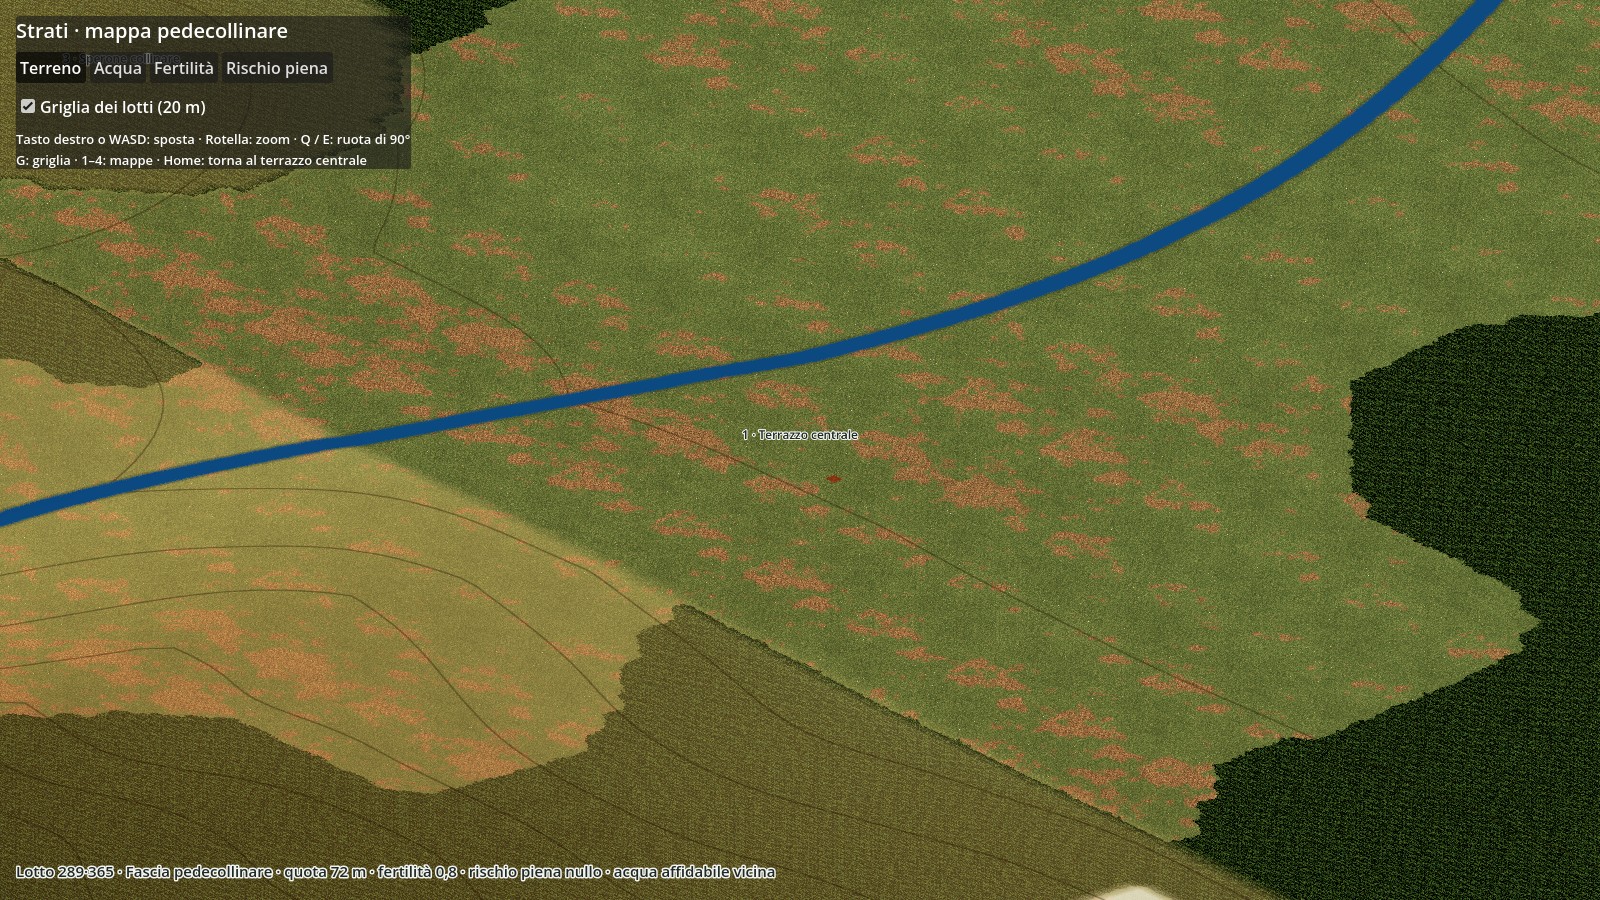 Strati · mappa pedecollinare
Terreno Acqua Fertilità Rischio piena
Griglia dei lotti (20 m)
Tasto destro o WASD: sposta · Rotella: zoom · Q / E: ruota di 90°
G: griglia · 1–4: mappe · Home: torna al terrazzo centrale
1 · Terrazzo centrale
Lotto 289:365 · Fascia pedecollinare · quota 72 m · fertilità 0,8 · rischio piena nullo · acqua affidabile vicina